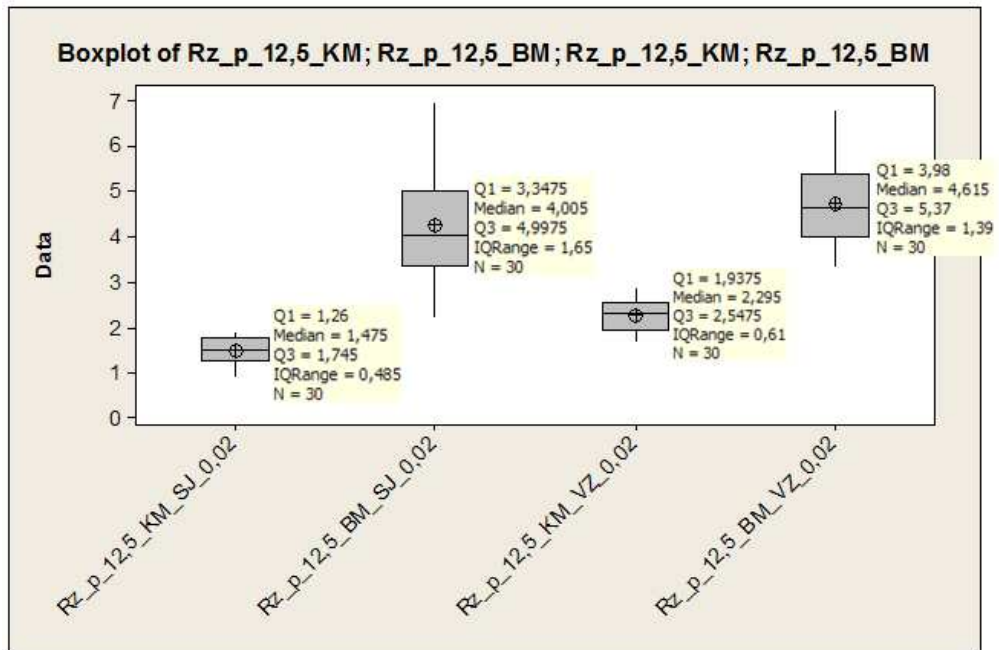 Boxplot of Rz_p_12,5_KM; Rz_p_12,5_BM; Rz_p_12,5_KM; Rz_p_12,5_BM
Data
7
6
5
4
3
2
1
0
Q1 = 1,26
Median = 1,475
Q3 = 1,745
IQRange = 0,485
N = 30
Q1 = 3,3475
Median = 4,005
Q3 = 4,9975
IQRange = 1,65
N = 30
Q1 = 1,9375
Median = 2,295
Q3 = 2,5475
IQRange = 0,61
N = 30
Q1 = 3,98
Median = 4,615
Q3 = 5,37
IQRange = 1,39
N = 30
Rz_p_12,5_KM_SJ_0,02
Rz_p_12,5_BM_SJ_0,02
Rz_p_12,5_KM_VZ_0,02
Rz_p_12,5_BM_VZ_0,02